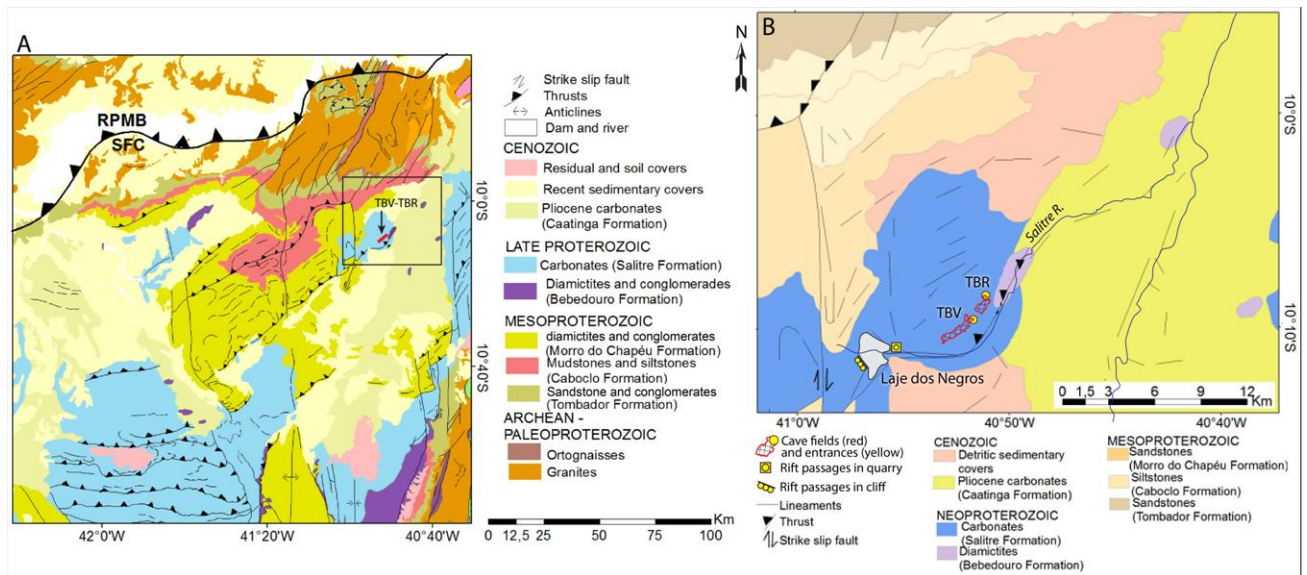 A
RPMB
SFC
TBV-TBR
10°0'S
10°40'S
42°0'W
41°20'W
40°40'W
Strike slip fault
Thrusts
Anticlines
Dam and river
CENOZOIC
Residual and soil covers
Recent sedimentary covers
Pliocene carbonates
(Caatinga Formation)
LATE PROTEROZOIC
Carbonates (Salitre Formation)
Diamictites and conglomerades
(Bebedouro Formation)
MESOPROTEROZOIC
diamictites and conglomerates
(Morro do Chapéu Formation)
Mudstones and siltstones
(Caboclo Formation)
Sandstone and conglomerates
(Tombador Formation)
ARCHEAN -
PALEOPROTEROZOIC
Ortognaisses
Granites
Km
0 12,5 25 50 75 100
N
B
10°0'S
Salitre R.
TBR
TBV
10°10'S
Laje dos Negros
0 1,5 3 6 9 12
Km
41°0'W
40°50'W
40°40'W
Cave fields (red)
and entrances (yellow)
Rift passages in quarry
Rift passages in cliff
Lineaments
Thrust
Strike slip fault
CENOZOIC
Detritic sedimentary
covers
Pliocene carbonates
(Caatinga Formation)
NEOPROTEROZOIC
Carbonates
(Salitre Formation)
Diamictites
(Bebedouro Formation)
MESOPROTEROZOIC
Sandstones
(Morro do Chapéu Formation)
Siltstones
(Caboclo Formation)
Sandstones
(Tombador Formation)